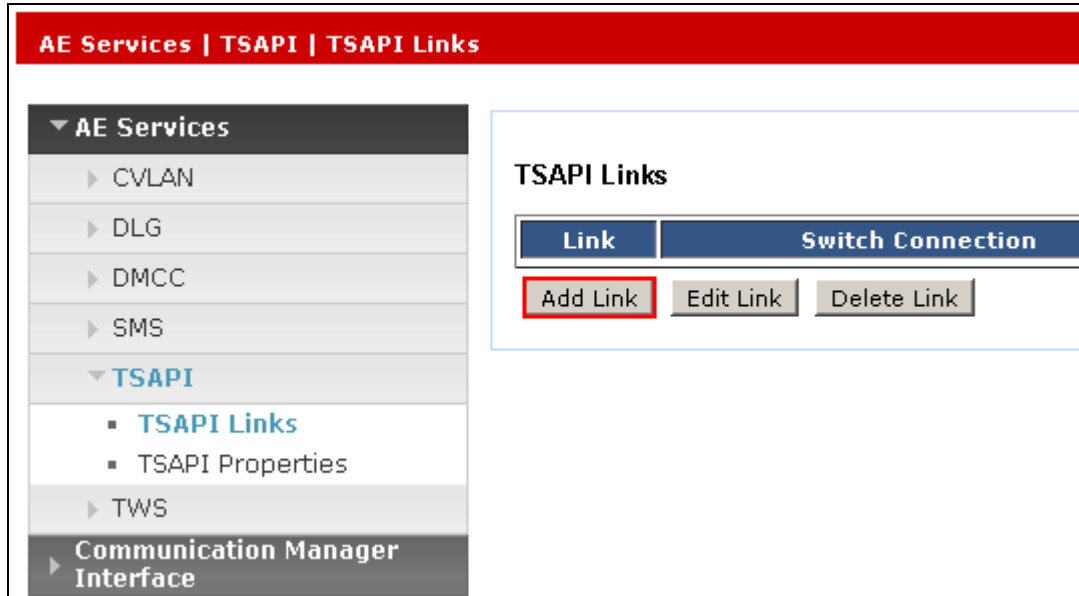 AE Services | TSAPI | TSAPI Links
AE Services
CVLAN
DLG
DMCC
SMS
TSAPI
TSAPI Links
TSAPI Properties
TWS
Communication Manager
Interface
TSAPI Links
Link Switch Connection
Add Link Edit Link Delete Link